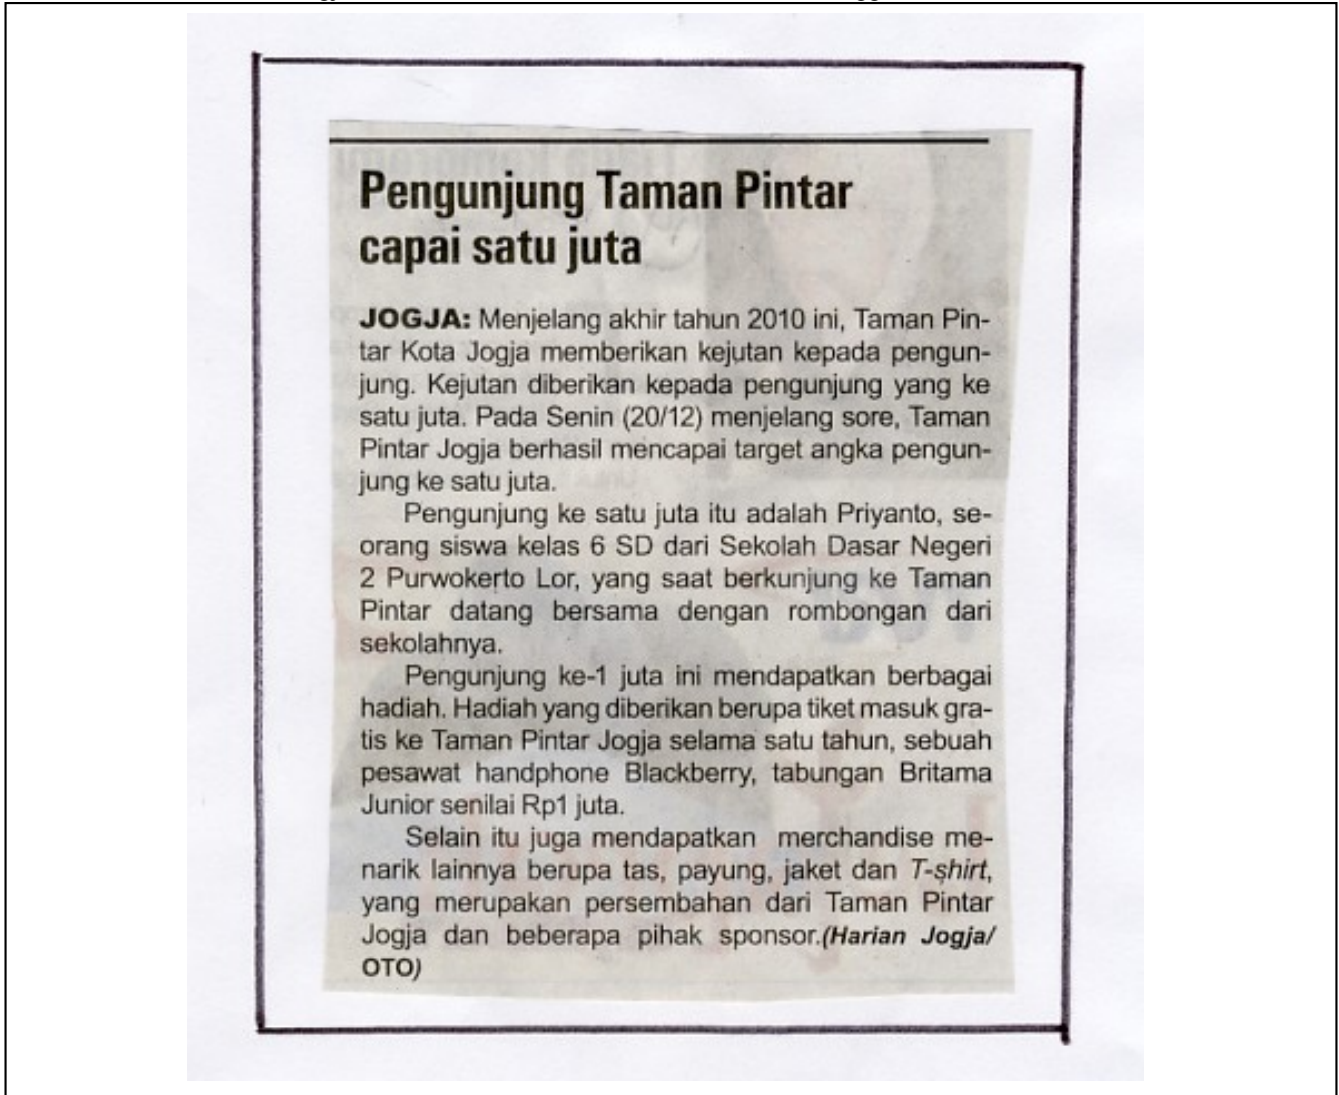 Pengunjung Taman Pintar
capai satu juta
JOGJA: Menjelang akhir tahun 2010 ini, Taman Pin-
tar Kota Jogja memberikan kejutan kepada pengun-
jung. Kejutan diberikan kepada pengunjung yang ke
satu juta. Pada Senin (20/12) menjelang sore, Taman
Pintar Jogja berhasil mencapai target angka pengun-
jung ke satu juta.
Pengunjung ke satu juta itu adalah Priyanto, se-
orang siswa kelas 6 SD dari Sekolah Dasar Negeri
2 Purwokerto Lor, yang saat berkunjung ke Taman
Pintar datang bersama dengan rombongan dari
sekolahnya.
Pengunjung ke-1 juta ini mendapatkan berbagai
hadiah. Hadiah yang diberikan berupa tiket masuk gra-
tis ke Taman Pintar Jogja selama satu tahun, sebuah
pesawat handphone Blackberry, tabungan Britama
Junior senilai Rp1 juta.
Selain itu juga mendapatkan merchandise me-
narik lainnya berupa tas, payung, jaket dan T-shirt,
yang merupakan persembahan dari Taman Pintar
Jogja dan beberapa pihak sponsor.(Harian Jogja/
OTO)